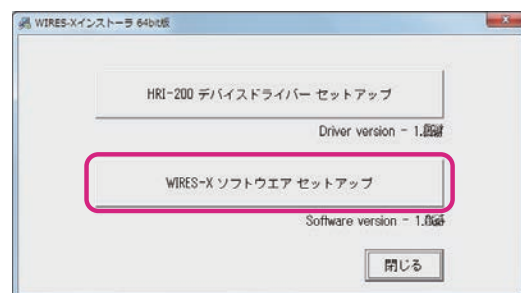 WIRES-Xインストーラ 64bit版
HRI-200 デバイスドライバー セットアップ
Driver version - 1.
WIRES-X ソフトウエア セットアップ
Software version - 1.
閉じる